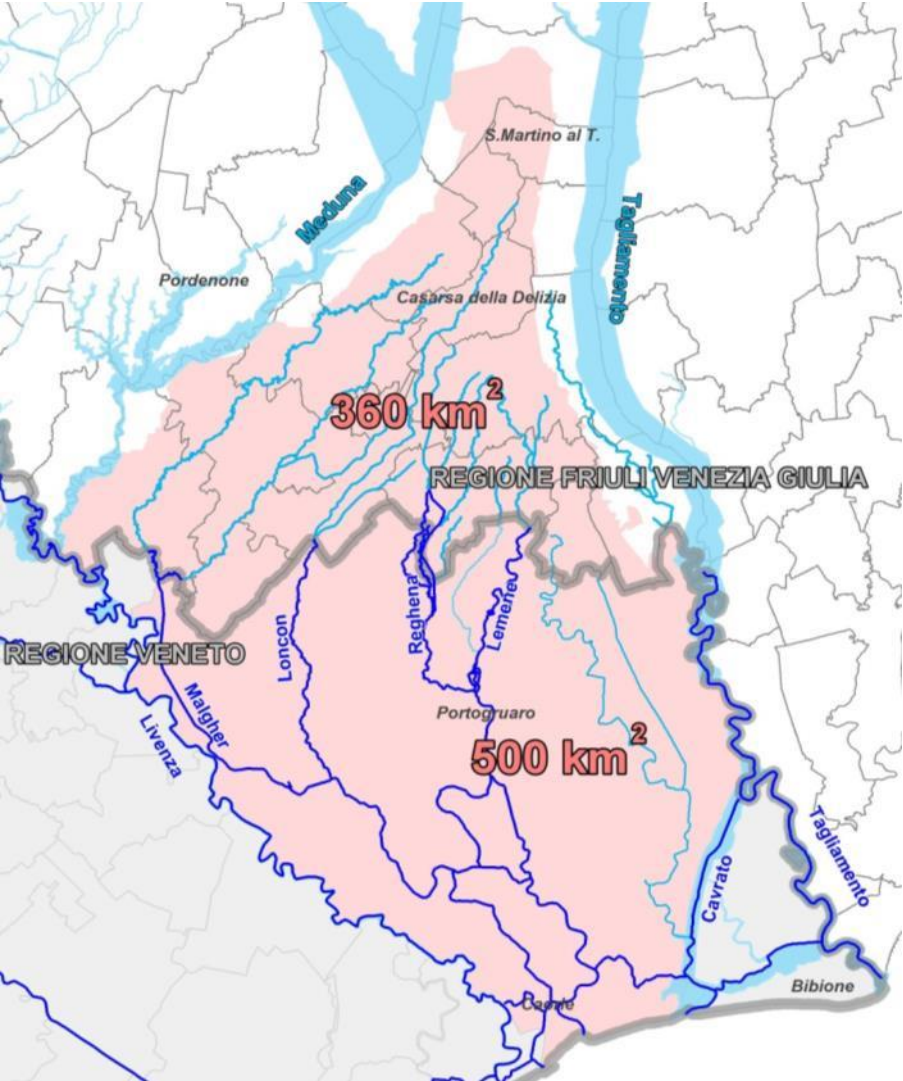 S.Martino al T.
Meduna
Tagliamento
Pordenone
Casarsa della Delizia
360 km²
REGIONE FRIULI VENEZIA GIULIA
Reghena
Lemene
Loncon
REGIONE VENETO
Malgher
Portogruaro
Livenza
500 km²
Tagliamento
Cavrato
Bibione
Caorle